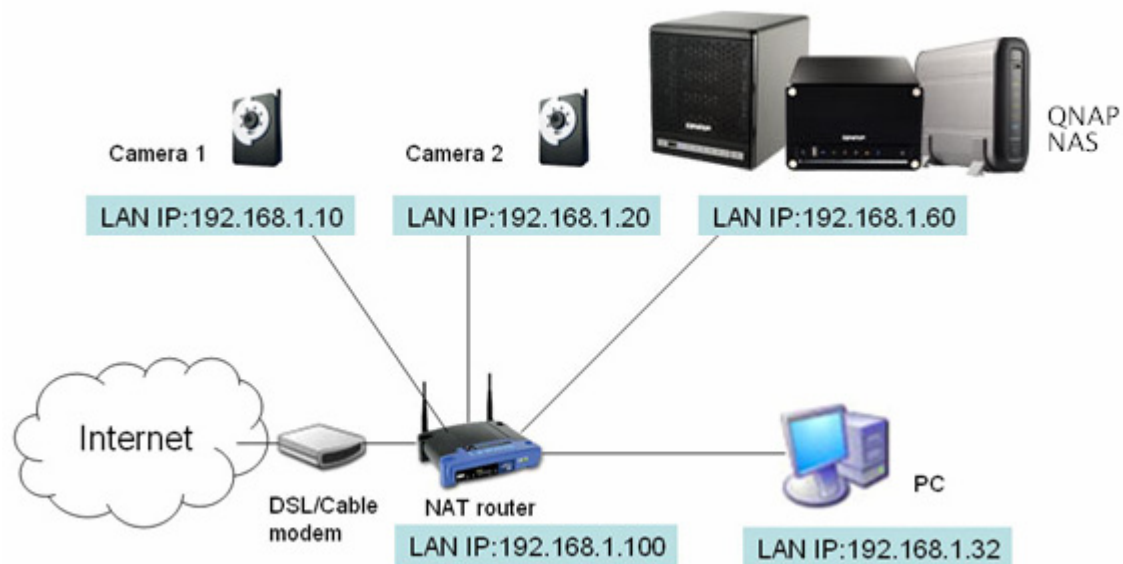 Camera 1
Camera 2
QNAP
NAS
LAN IP:192.168.1.10
LAN IP:192.168.1.20
LAN IP:192.168.1.60
Internet
DSL/Cable
modem
NAT router
PC
LAN IP:192.168.1.100
LAN IP:192.168.1.32